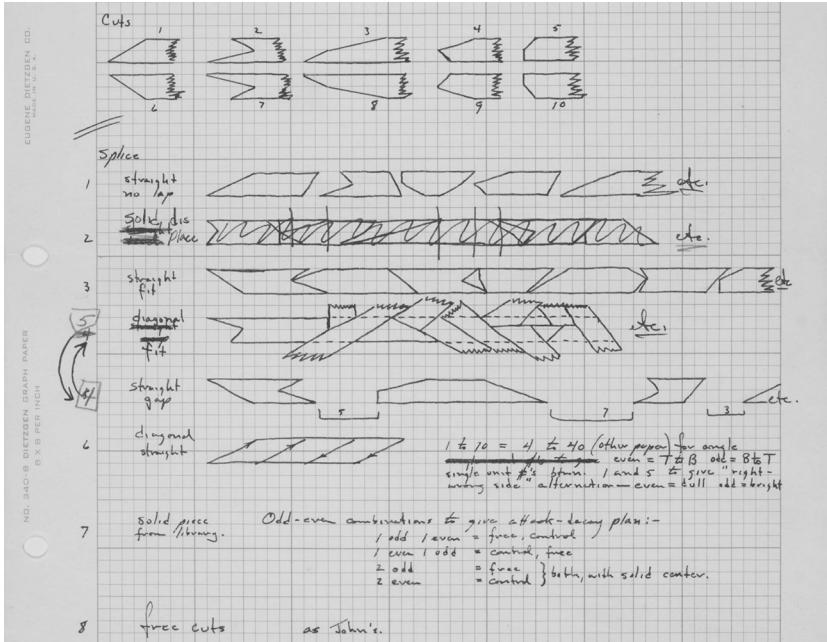 Cuts
1 2 3 4 5
6 7 8 9 10
Splice
1 straight no lap etc.
2 Solid, dis place etc.
3 straight fit etc
5 diagonal fit etc.
4 straight gap 5 7 3 etc.
6 diagonal straight
1 to 10 = 4 to 40 (other paper) for angle
even = T to B odd = B to T
single unit #'s btwn. 1 and 5 to give "right-
wrong side" alternation — even = dull odd = bright
7 solid piece from library.
Odd-even combinations to give attack-decay plan:-
1 odd 1 even = free, control
1 even 1 odd = control, free
2 odd = free
2 even = control } both, with solid center.
8 free cuts as John's.
EUGENE DIETZGEN CO.
MADE IN U. S. A.
NO. 340-8 DIETZGEN GRAPH PAPER
8 X 8 PER INCH